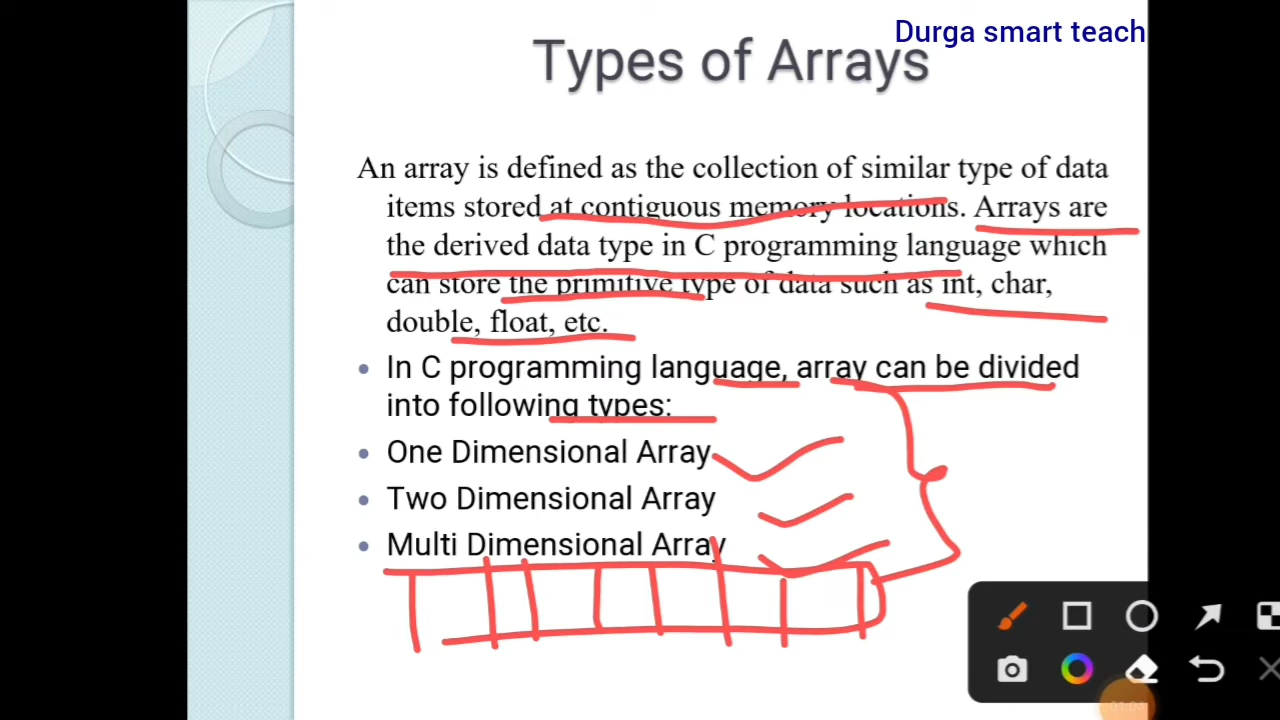 Durga smart teach
Types of Arrays
An array is defined as the collection of similar type of data
items stored at contiguous memory locations. Arrays are
the derived data type in C programming language which
can store the primitive type of data such as int, char,
double, float, etc.
• In C programming language, array can be divided
into following types:
• One Dimensional Array
• Two Dimensional Array
• Multi Dimensional Array
01:03